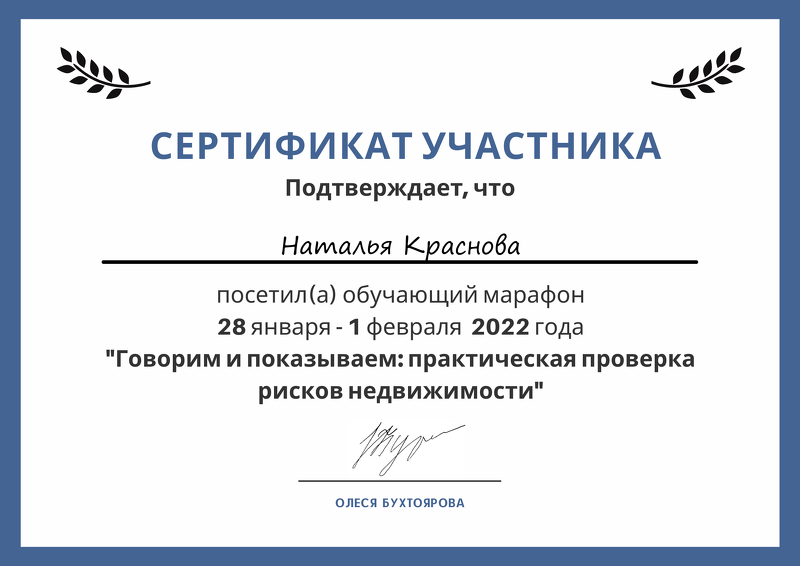 СЕРТИФИКАТ УЧАСТНИКА
Подтверждает, что
Наталья Краснова
посетил(а) обучающий марафон
28 января - 1 февраля 2022 года
"Говорим и показываем: практическая проверка
рисков недвижимости"
ОЛЕСЯ БУХТОЯРОВА